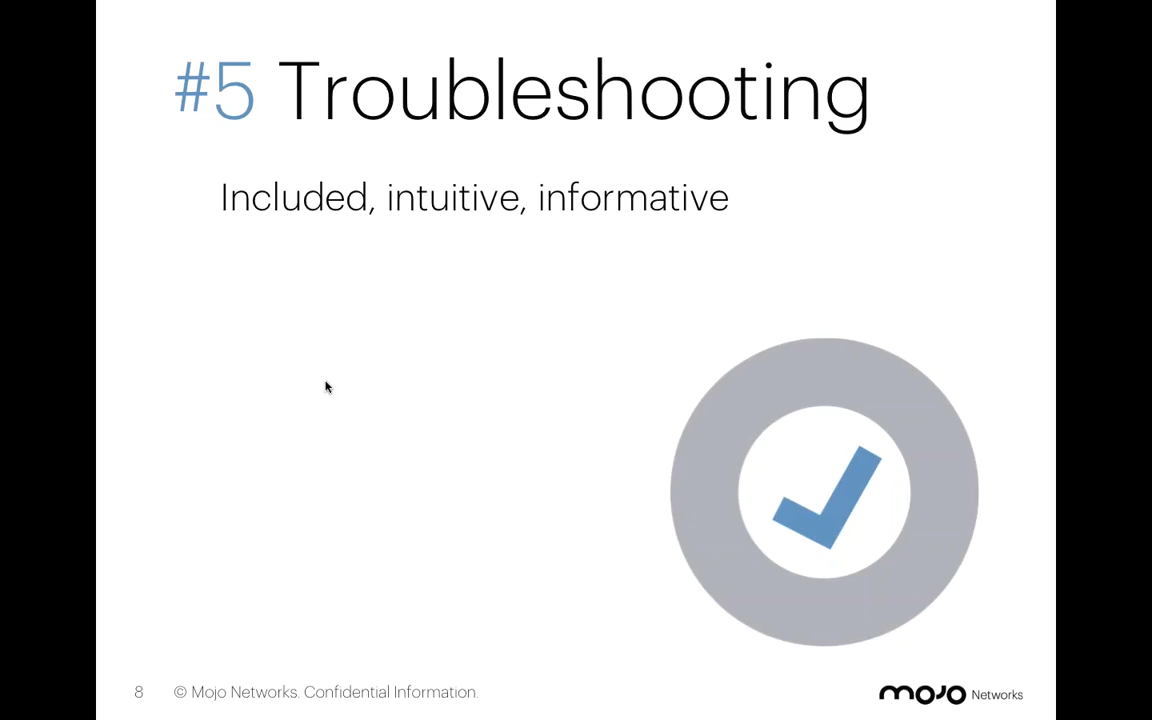 #5 Troubleshooting
Included, intuitive, informative
8 © Mojo Networks. Confidential Information.
mojo Networks